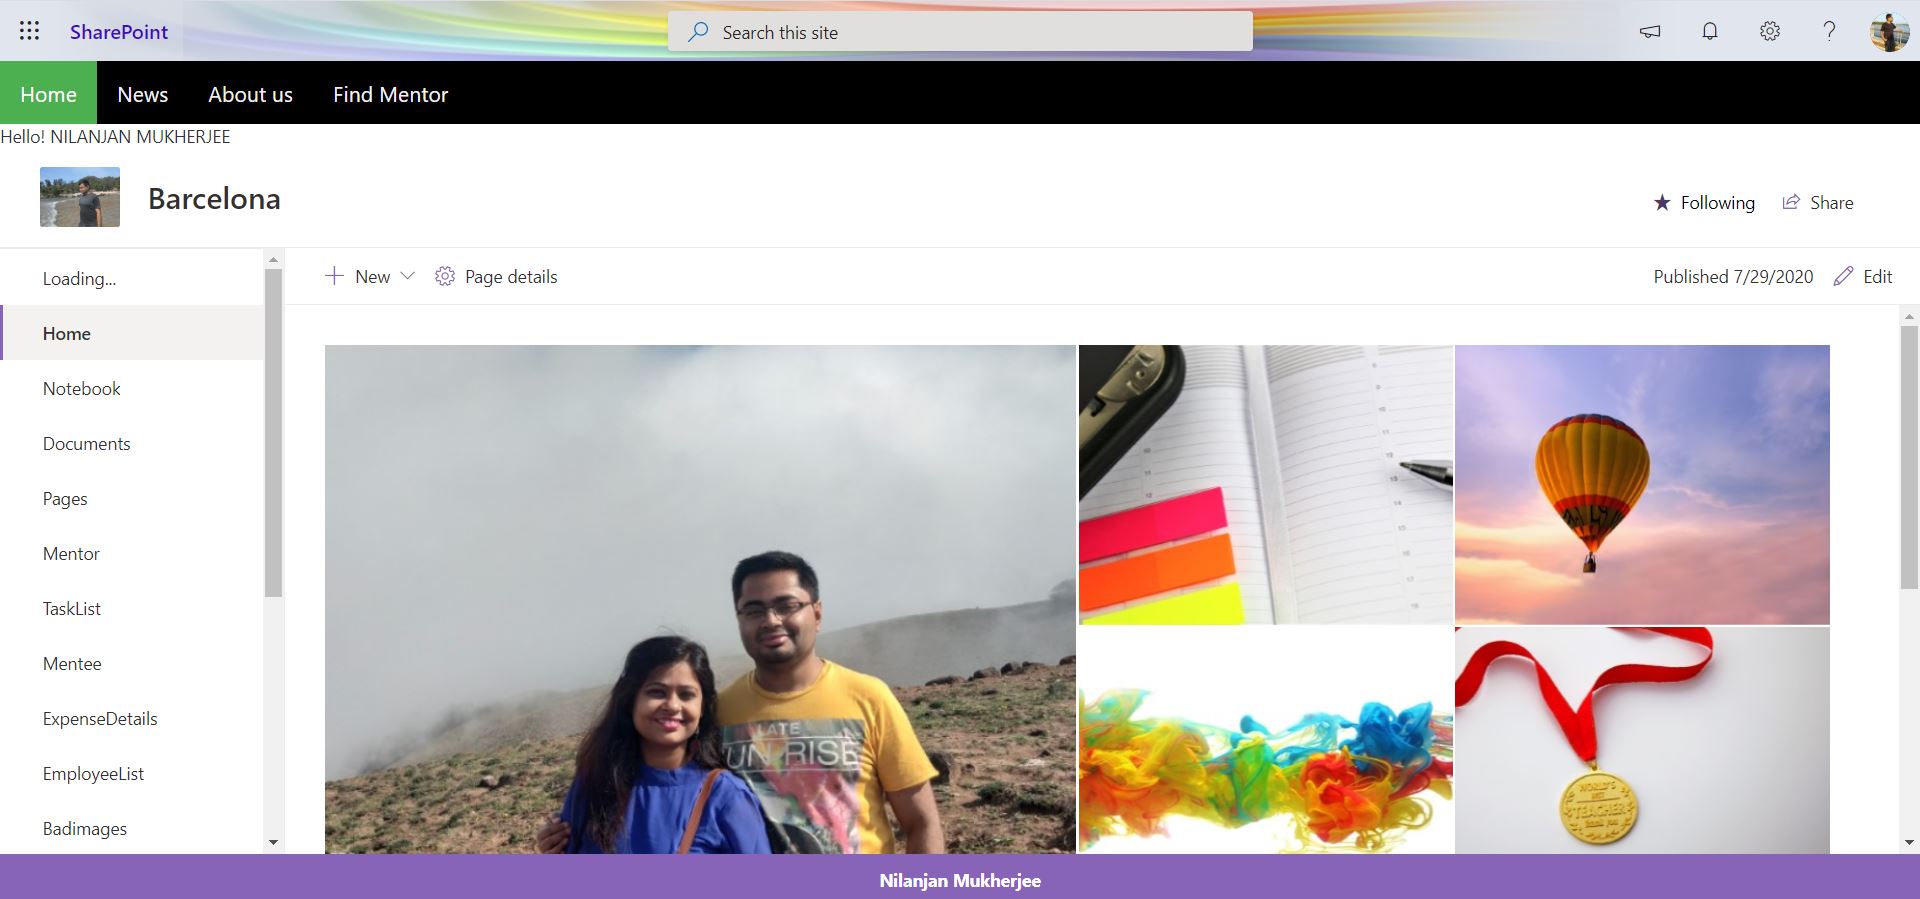 SharePoint
Search this site
Home
News
About us
Find Mentor
Hello! NILANJAN MUKHERJEE
Barcelona
Following
Share
Loading...
Home
Notebook
Documents
Pages
Mentor
TaskList
Mentee
ExpenseDetails
EmployeeList
Badimages
New
Page details
Published 7/29/2020
Edit
LATE
SUNRISE
WORLD'S
TEACHER
Nilanjan Mukherjee